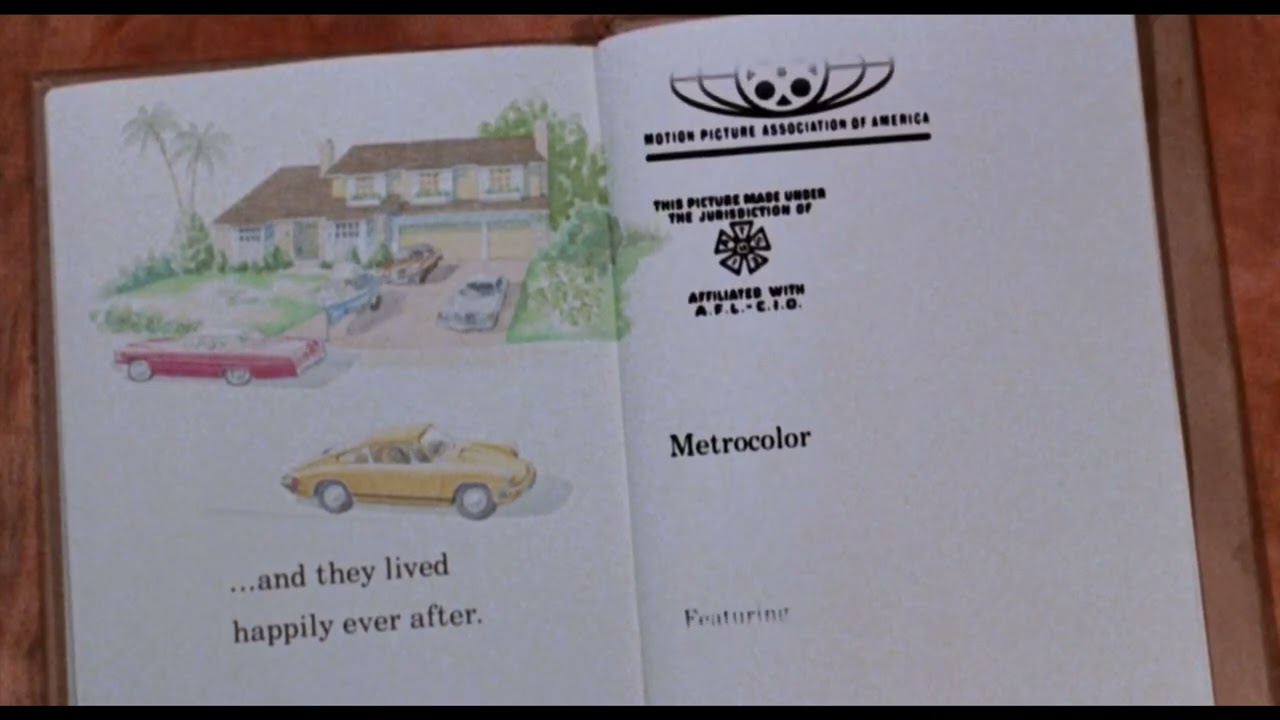 ...and they lived
happily ever after.
MOTION PICTURE ASSOCIATION OF AMERICA
THIS PICTURE MADE UNDER
THE JURISDICTION OF
AFFILIATED WITH
A.F.L.-C.I.O.
Metrocolor
Featuring